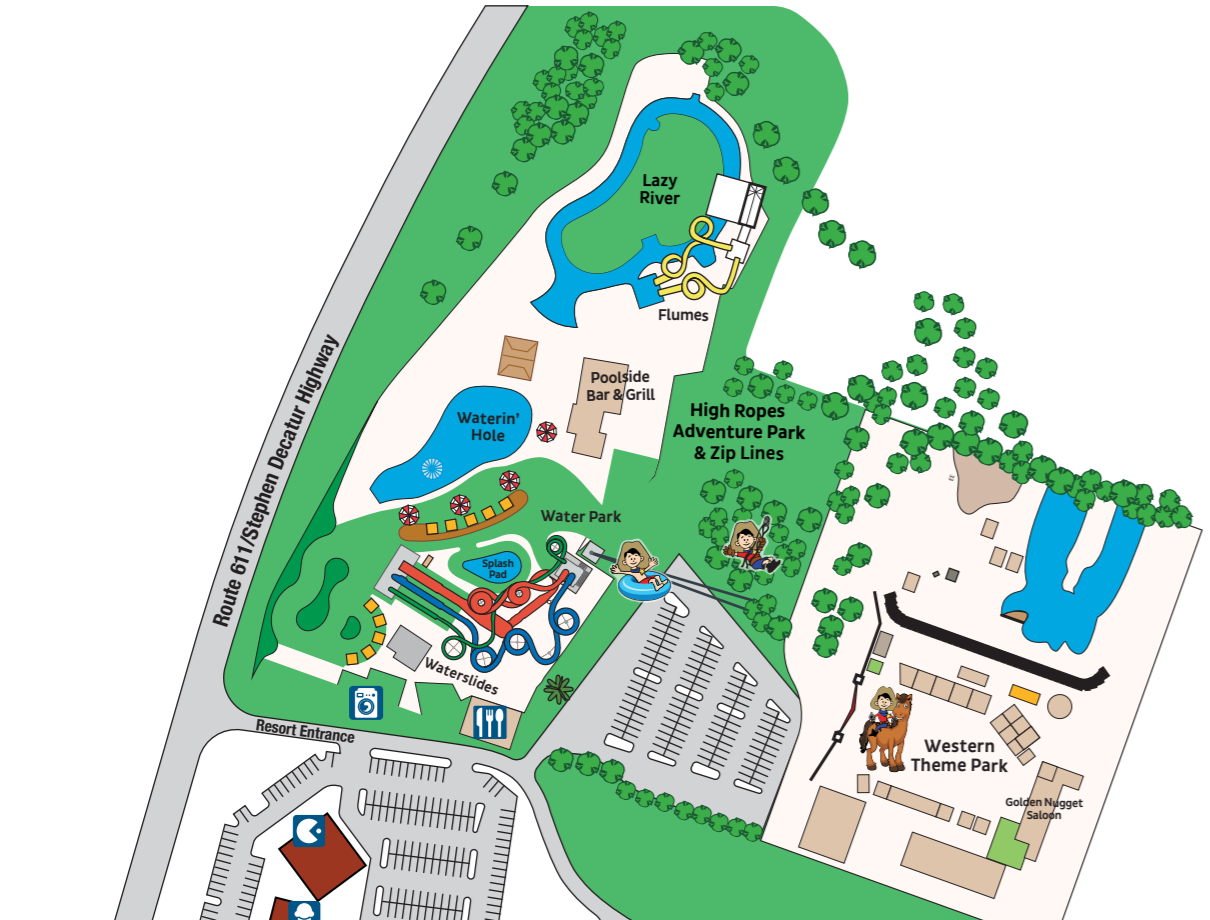 Lazy
River
Flumes
Poolside
Bar & Grill
Waterin'
Hole
High Ropes
Adventure Park
& Zip Lines
Route 611/Stephen Decatur Highway
Water Park
Splash
Pad
Waterslides
Resort Entrance
Western
Theme Park
Golden Nugget
Saloon